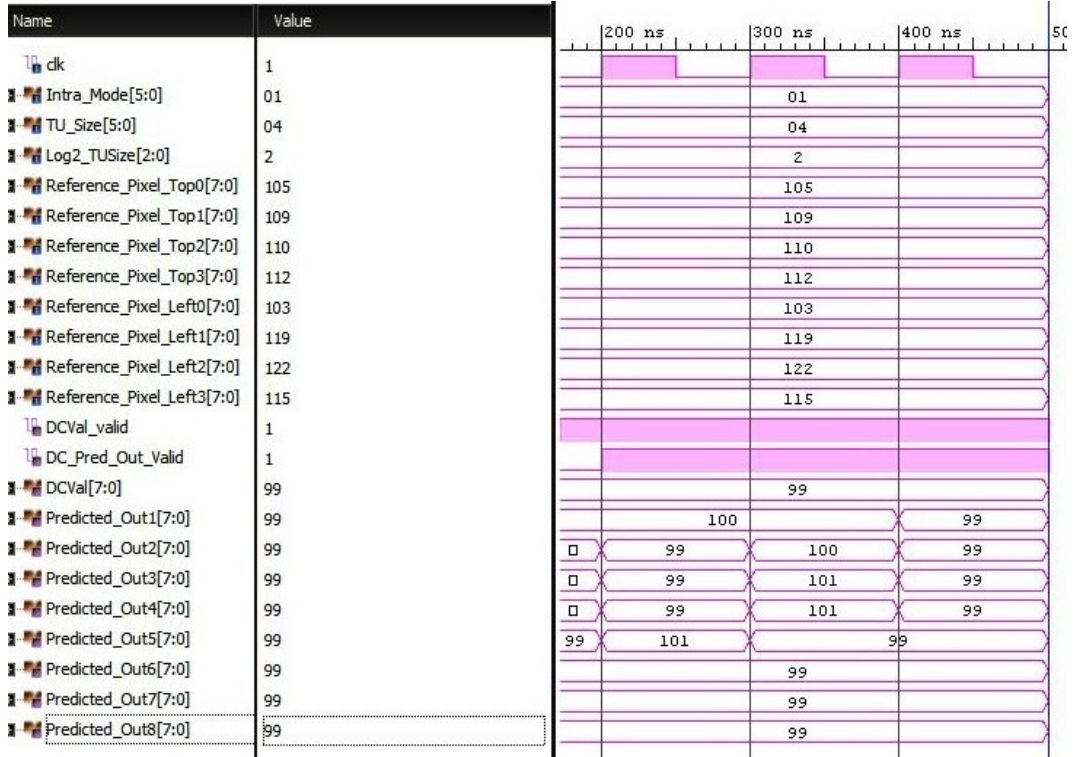 Name Value
200 ns 300 ns 400 ns 50
clk 1
Intra_Mode[5:0] 01 01
TU_Size[5:0] 04 04
Log2_TUSize[2:0] 2 2
Reference_Pixel_Top0[7:0] 105 105
Reference_Pixel_Top1[7:0] 109 109
Reference_Pixel_Top2[7:0] 110 110
Reference_Pixel_Top3[7:0] 112 112
Reference_Pixel_Left0[7:0] 103 103
Reference_Pixel_Left1[7:0] 119 119
Reference_Pixel_Left2[7:0] 122 122
Reference_Pixel_Left3[7:0] 115 115
DCVal_valid 1
DC_Pred_Out_Valid 1
DCVal[7:0] 99 99
Predicted_Out1[7:0] 99 100 99
Predicted_Out2[7:0] 99 99 100 99
Predicted_Out3[7:0] 99 99 101 99
Predicted_Out4[7:0] 99 99 101 99
Predicted_Out5[7:0] 99 99 101 99
Predicted_Out6[7:0] 99 99
Predicted_Out7[7:0] 99 99
Predicted_Out8[7:0] 99 99